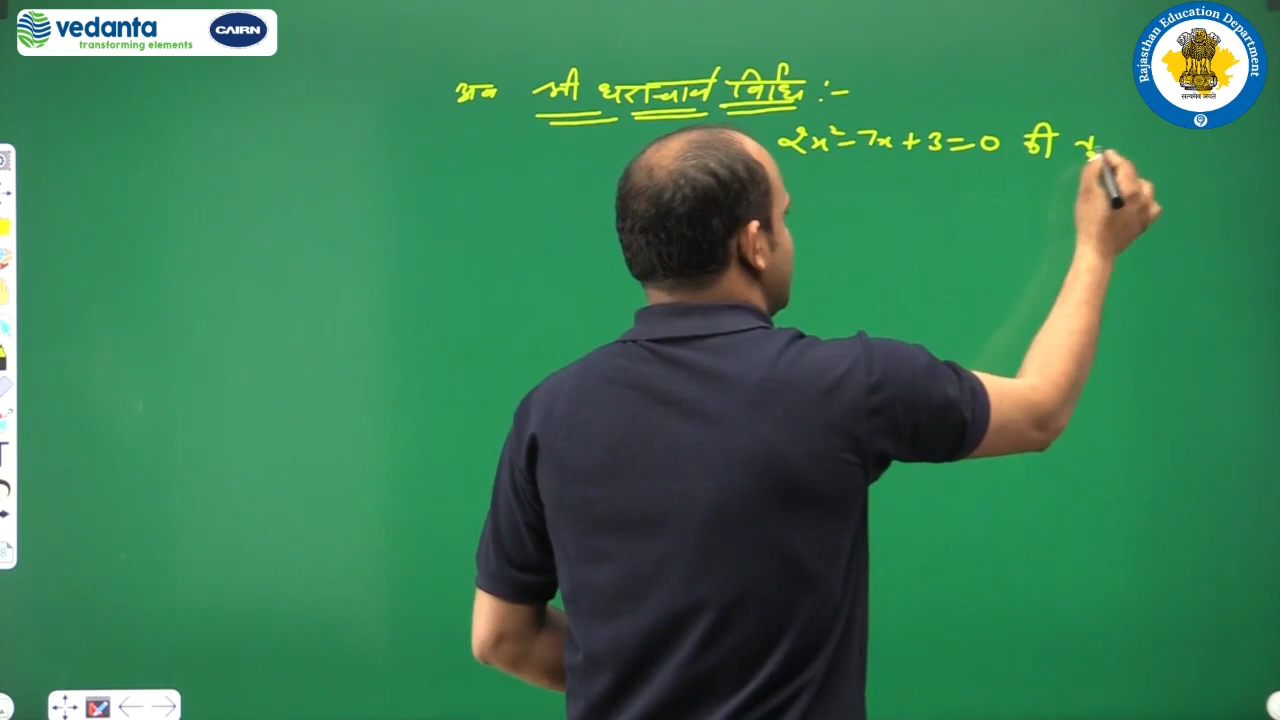 vedanta
transforming elements
CAIRN
Rajasthan Education Department
सत्यमेव जयते
अब श्री धराचार्य विधि :-
2x² - 7x + 3 = 0 की